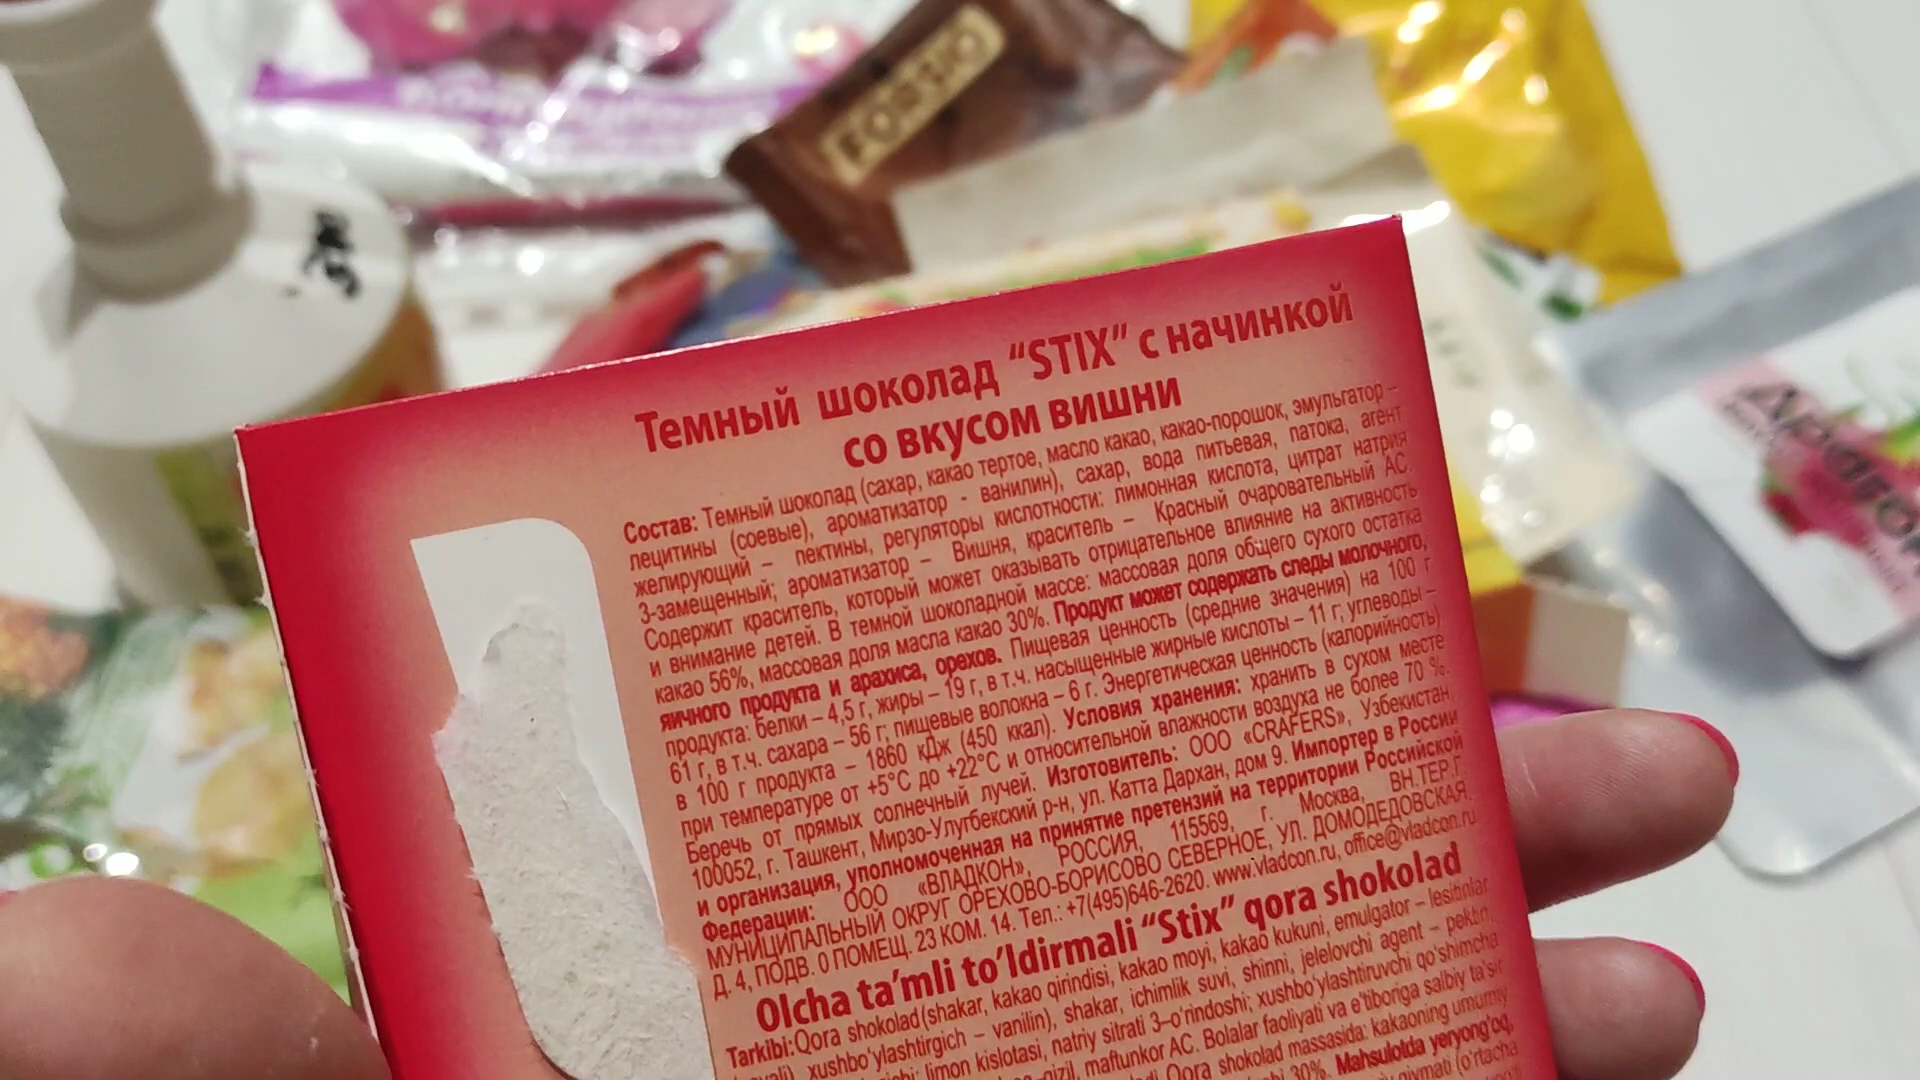 FORSIO
Темный шоколад “STIX” с начинкой
со вкусом вишни
Состав: Темный шоколад (сахар, какао тертое, масло какао, какао-порошок, эмульгатор –
лецитины (соевые), ароматизатор - ванилин), сахар, вода питьевая, патока, агент
желирующий – пектины, регуляторы кислотности: лимонная кислота, цитрат натрия
3-замещенный; ароматизатор – Вишня, краситель – Красный очаровательный АС.
Содержит краситель, который может оказывать отрицательное влияние на активность
и внимание детей. В темной шоколадной массе: массовая доля общего сухого остатка
какао 56%, массовая доля масла какао 30%. Продукт может содержать следы молочного,
яичного продукта и арахиса, орехов. Пищевая ценность (средние значения) на 100 г
продукта: белки – 4,5 г, жиры – 19 г, в т.ч. насыщенные жирные кислоты – 11 г; углеводы –
61 г, в т.ч. сахара – 56 г; пищевые волокна – 6 г. Энергетическая ценность (калорийность)
в 100 г продукта – 1860 кДж (450 ккал). Условия хранения: хранить в сухом месте
при температуре от +5°С до +22°С и относительной влажности воздуха не более 70 %.
Беречь от прямых солнечный лучей. Изготовитель: ООО «CRAFERS», Узбекистан,
100052, г. Ташкент, Мирзо-Улугбекский р-н, ул. Катта Дархан, дом 9. Импортер в России
и организация, уполномоченная на принятие претензий на территории Российской
Федерации: ООО «ВЛАДКОН», РОССИЯ, 115569, г. Москва, ВН.ТЕР.Г.
МУНИЦИПАЛЬНЫЙ ОКРУГ ОРЕХОВО-БОРИСОВО СЕВЕРНОЕ, УЛ. ДОМОДЕДОВСКАЯ,
Д. 4, ПОДВ. 0 ПОМЕЩ. 23 КОМ. 14. Тел.: +7(495)646-2620. www.vladcon.ru, office@vladcon.ru
Olcha ta’mli to’ldirmali “Stix” qora shokolad
Tarkibi: Qora shokolad (shakar, kakao qirindisi, kakao moyi, kakao kukuni, emulgator – lesitinlar
xushbo‘ylashtirgich – vanilin), shakar, ichimlik suvi, shinni, jelelovchi agent – pektin,
limon kislotasi, natriy sitrati 3–o‘rindoshi; xushbo‘ylashtiruvchi qo‘shimcha
qizil, maftunkor AC. Bolalar faoliyati va e’tiboriga salbiy ta’sir
Qora shokolad massasida: kakaoning umumiy
30%. Mahsulotda yeryong‘oq,
qiymati (o‘rtacha